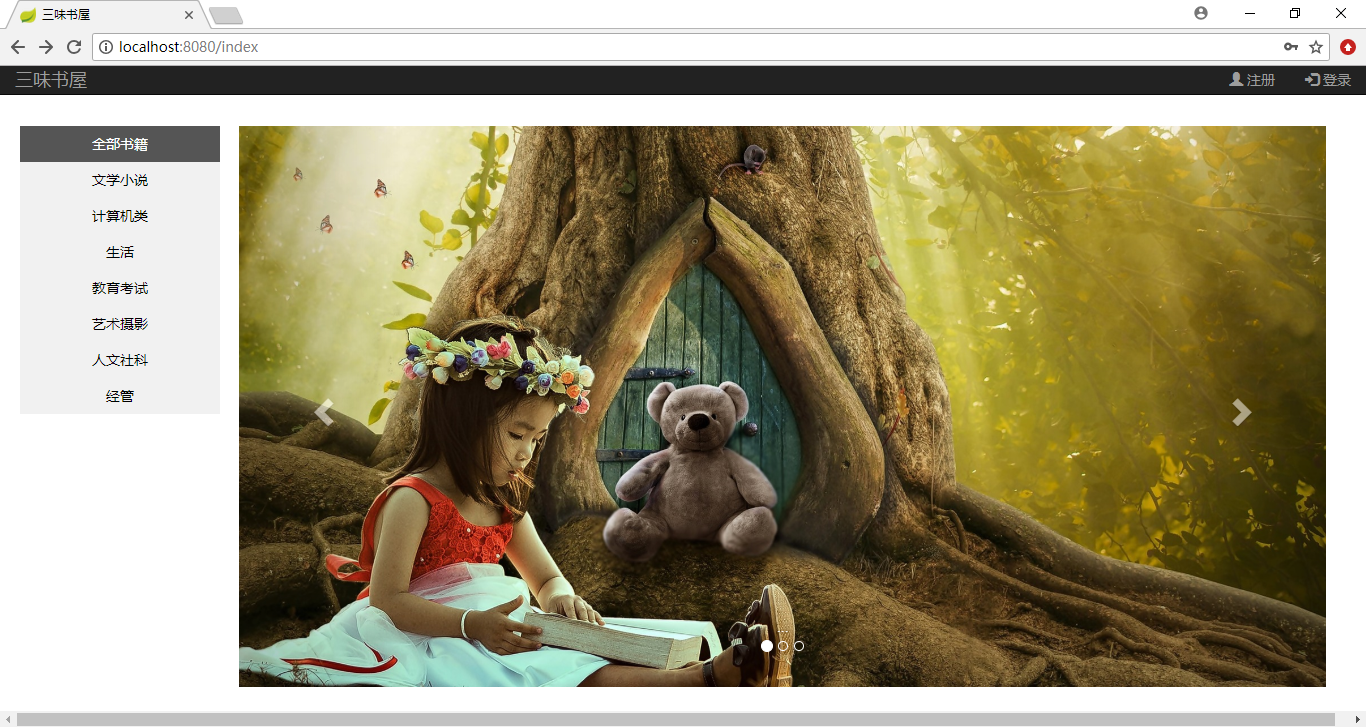 三味书屋
localhost:8080/index
三味书屋
注册
登录
全部书籍
文学小说
计算机类
生活
教育考试
艺术摄影
人文社科
经管